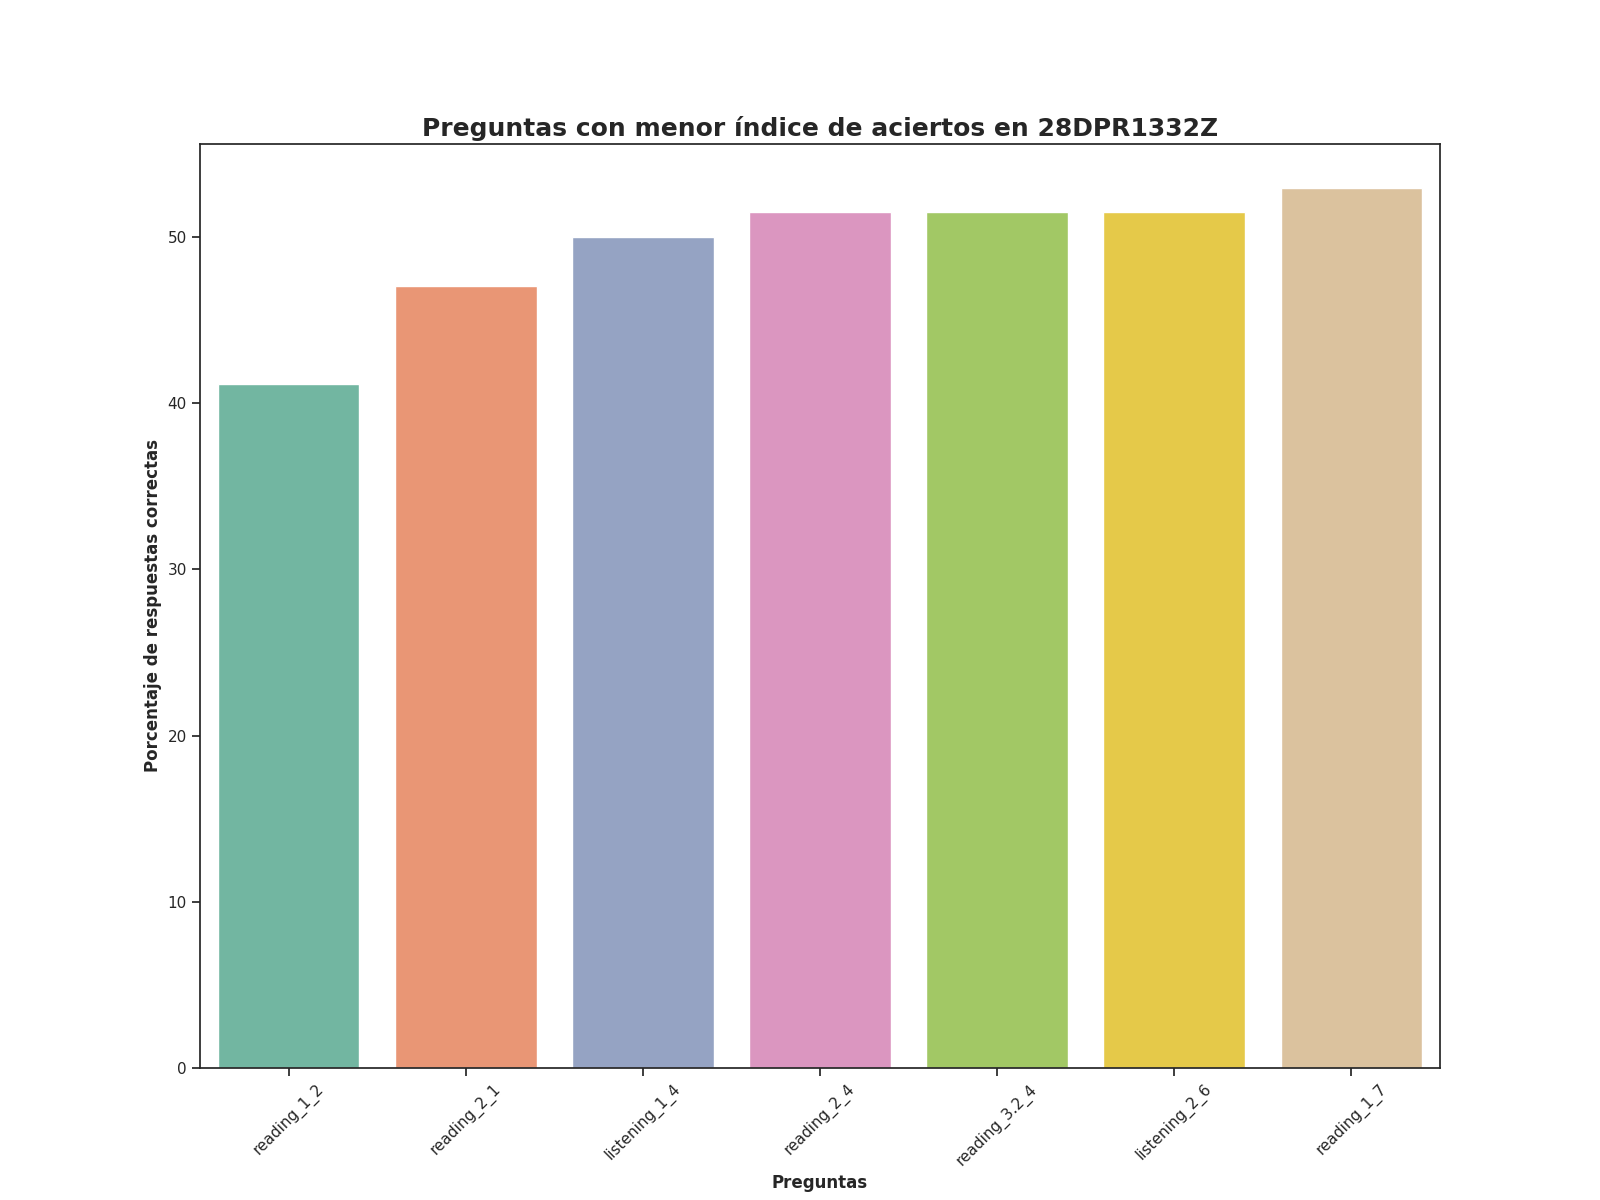 Preguntas con menor índice de aciertos en 28DPR1332Z
Porcentaje de respuestas correctas
50
40
30
20
10
0
reading_1_2
reading_2_1
listening_1_4
reading_2_4
reading_3.2_4
listening_2_6
reading_1_7
Preguntas